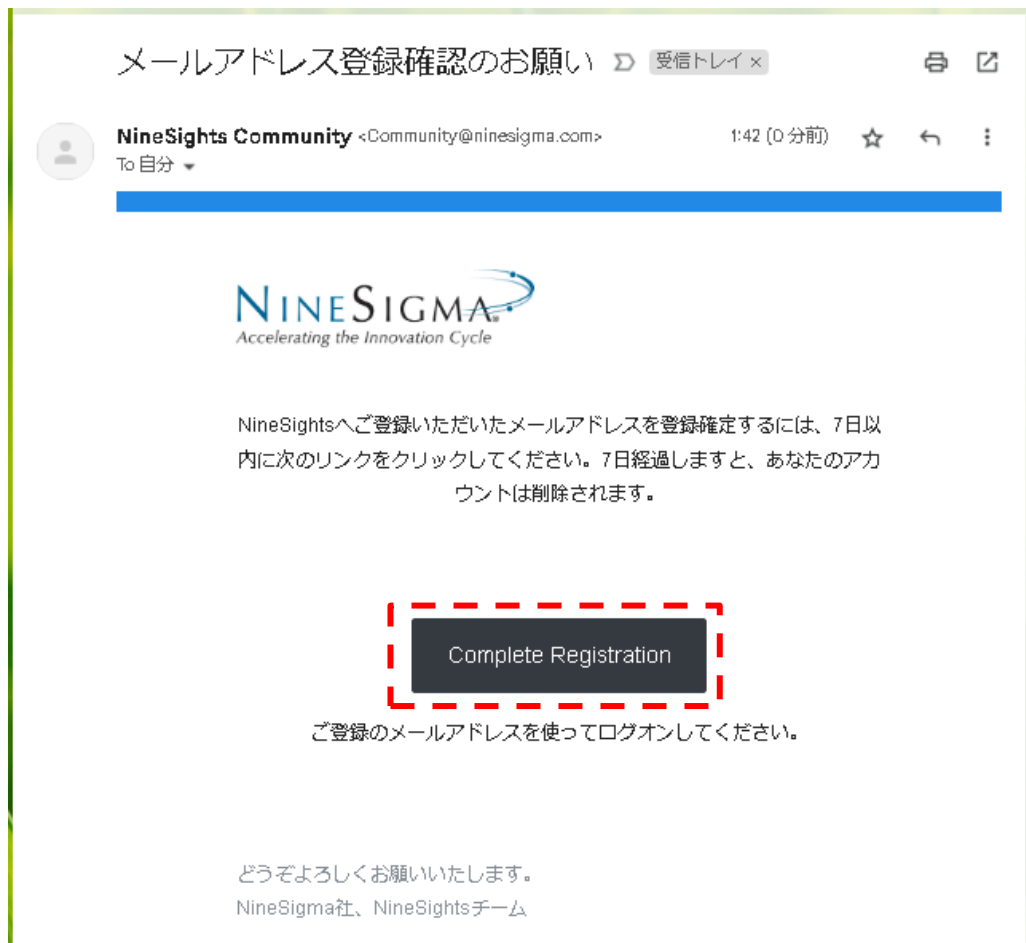 メールアドレス登録確認のお願い 受信トレイ ×
NineSights Community <Community@ninesigma.com> 1:42 (0 分前)
To 自分
NINESIGMA®
Accelerating the Innovation Cycle
NineSightsへご登録いただいたメールアドレスを登録確定するには、7日以
内に次のリンクをクリックしてください。7日経過しますと、あなたのアカ
ウントは削除されます。
Complete Registration
ご登録のメールアドレスを使ってログオンしてください。
どうぞよろしくお願いいたします。
NineSigma社、NineSightsチーム